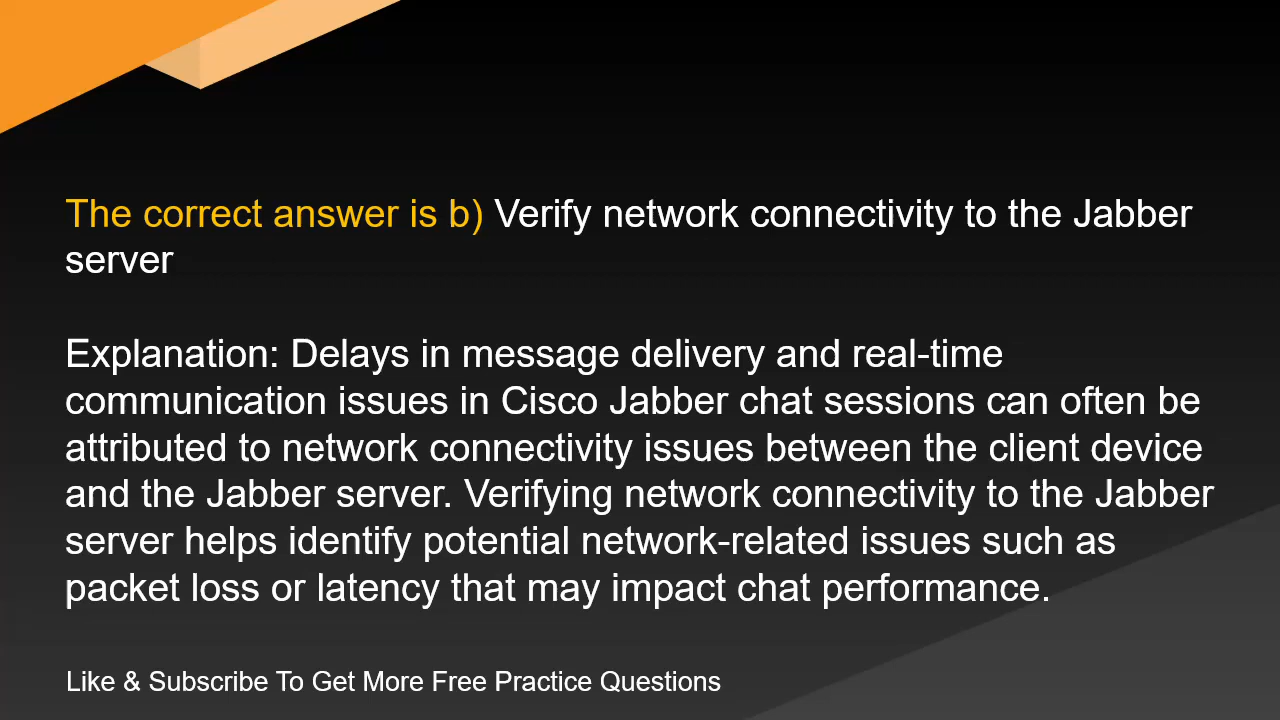 The correct answer is b) Verify network connectivity to the Jabber
server
Explanation: Delays in message delivery and real-time
communication issues in Cisco Jabber chat sessions can often be
attributed to network connectivity issues between the client device
and the Jabber server. Verifying network connectivity to the Jabber
server helps identify potential network-related issues such as
packet loss or latency that may impact chat performance.
Like & Subscribe To Get More Free Practice Questions